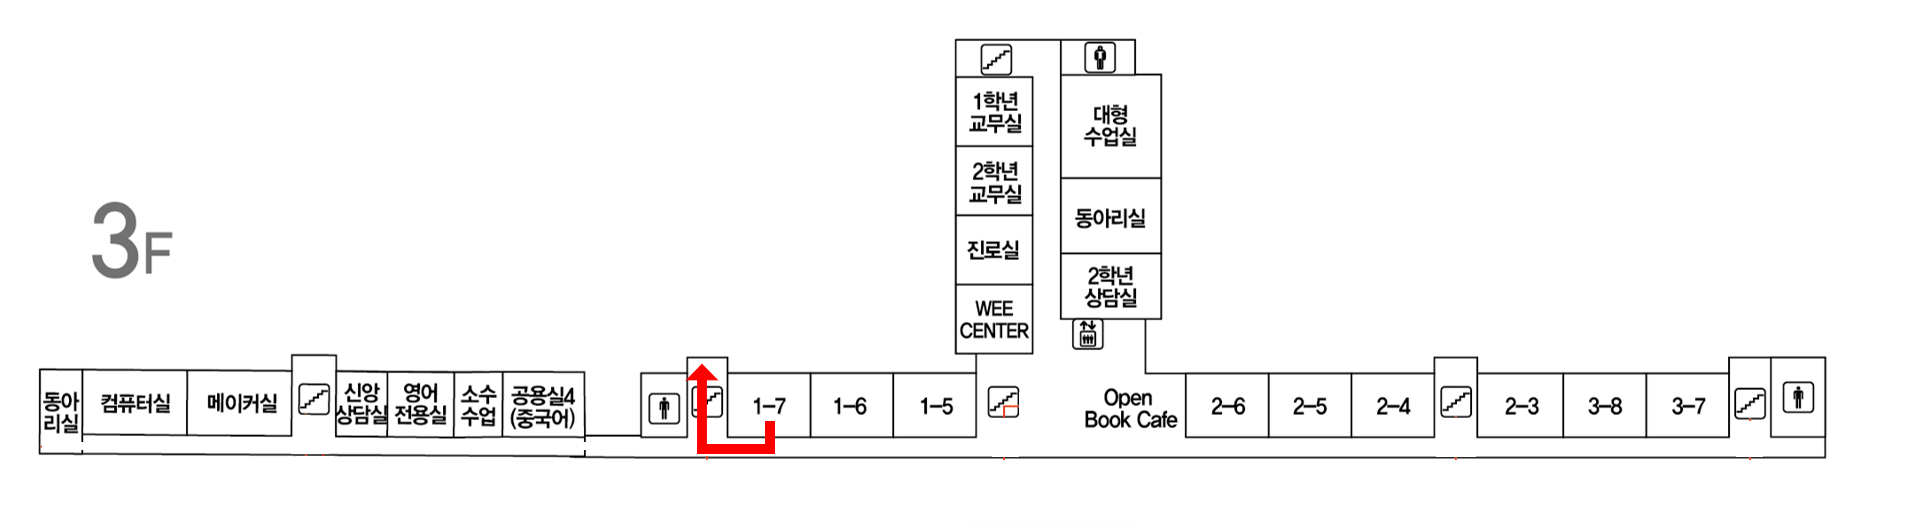 3F
1학년
교무실
2학년
교무실
진로실
WEE
CENTER
대형
수업실
동아리실
2학년
상담실
동아
리실
컴퓨터실
메이커실
신앙
상담실
영어
전용실
소수
수업
공용실4
(중국어)
1-7
1-6
1-5
Open
Book Cafe
2-6
2-5
2-4
2-3
3-8
3-7